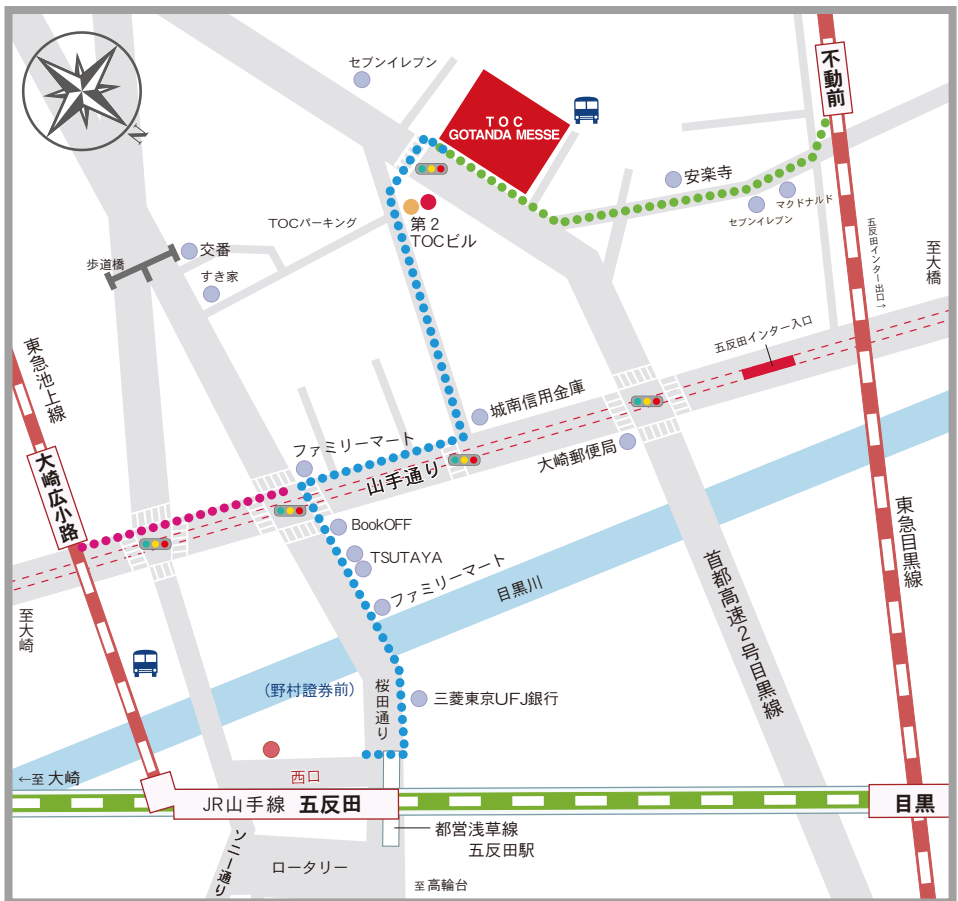 N
セブンイレブン
TOC
GOTANDA MESSE
不動前
安楽寺
マクドナルド
セブンイレブン
TOCパーキング
第2
TOCビル
交番
歩道橋
すき家
五反田インター出口→
至大橋
五反田インター入口
東急池上線
城南信用金庫
大崎郵便局
ファミリーマート
山手通り
大崎広小路
BookOFF
TSUTAYA
ファミリーマート
目黒川
東急目黒線
首都高速2号目黒線
至大崎
(野村證券前)
桜田通り
三菱東京UFJ銀行
←至大崎
西口
JR山手線 五反田
目黒
都営浅草線
五反田駅
ソニー通り
ロータリー
至高輪台